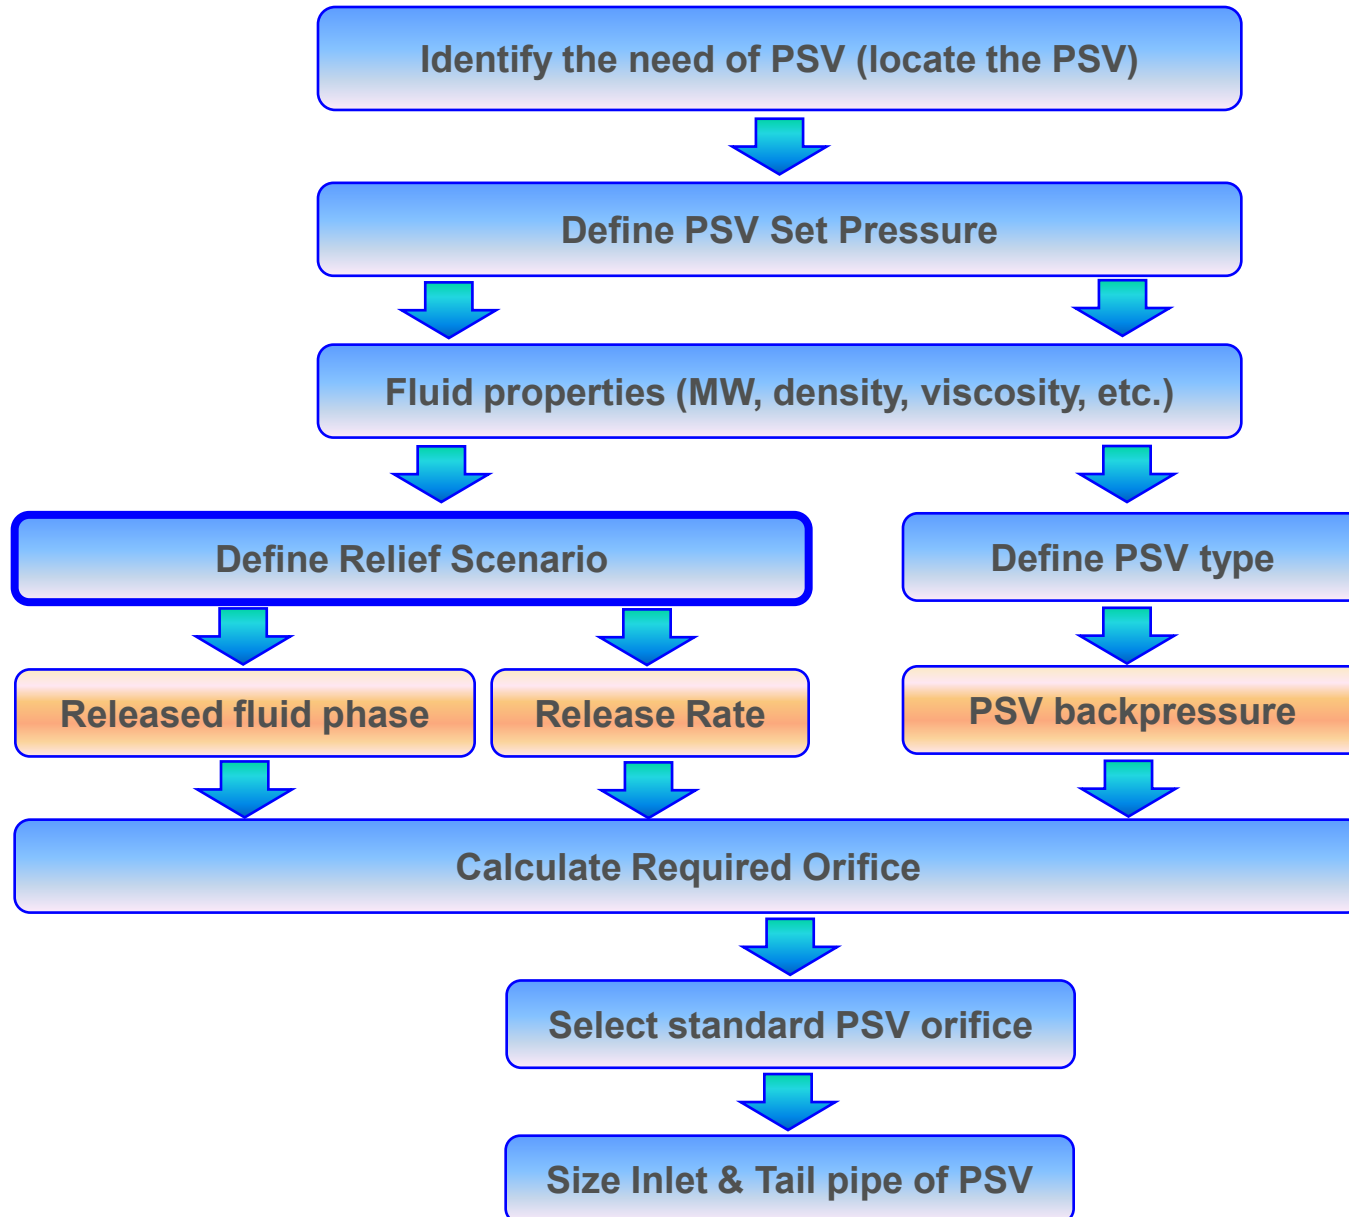 Identify the need of PSV (locate the PSV)
Define PSV Set Pressure
Fluid properties (MW, density, viscosity, etc.)
Define Relief Scenario
Define PSV type
Released fluid phase
Release Rate
PSV backpressure
Calculate Required Orifice
Select standard PSV orifice
Size Inlet & Tail pipe of PSV